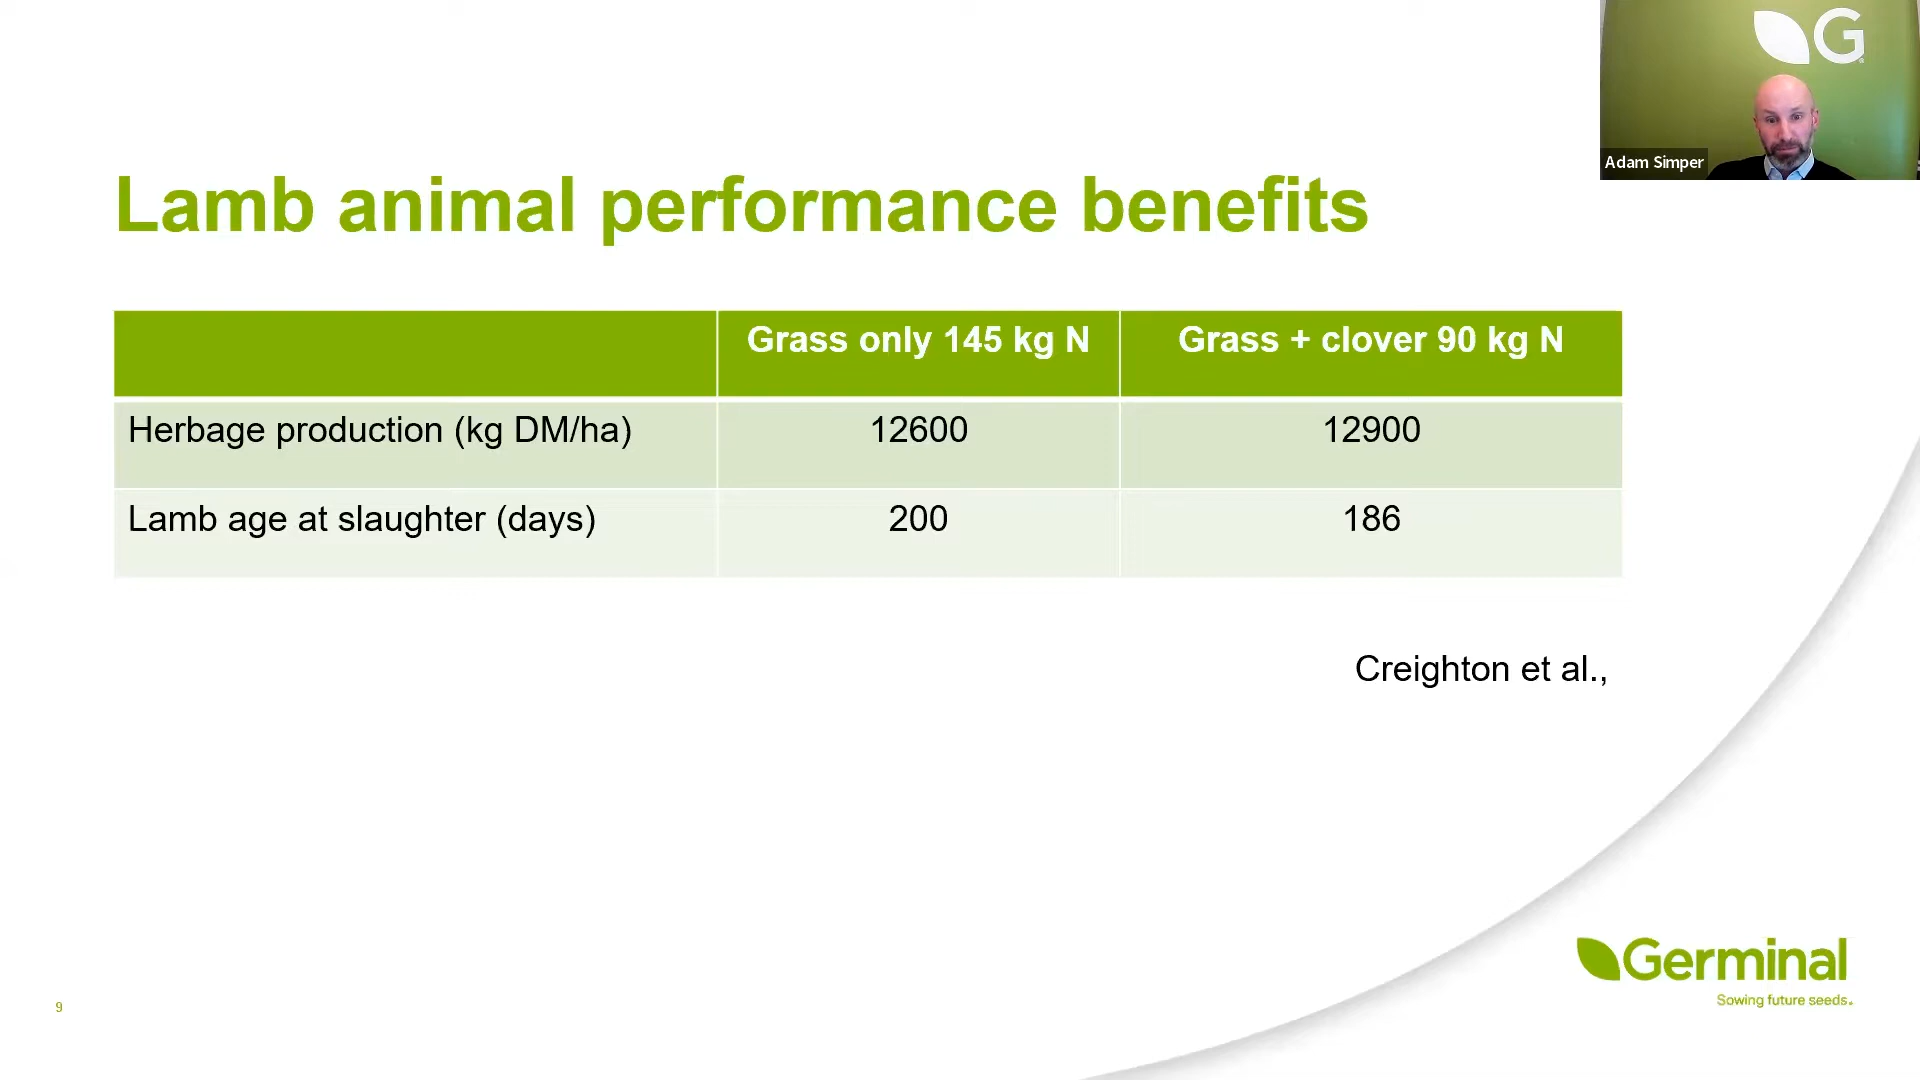 G
Adam Simper
Lamb animal performance benefits
Grass only 145 kg N
Grass + clover 90 kg N
Herbage production (kg DM/ha)
12600
12900
Lamb age at slaughter (days)
200
186
Creighton et al.,
Germinal
Sowing future seeds.
9